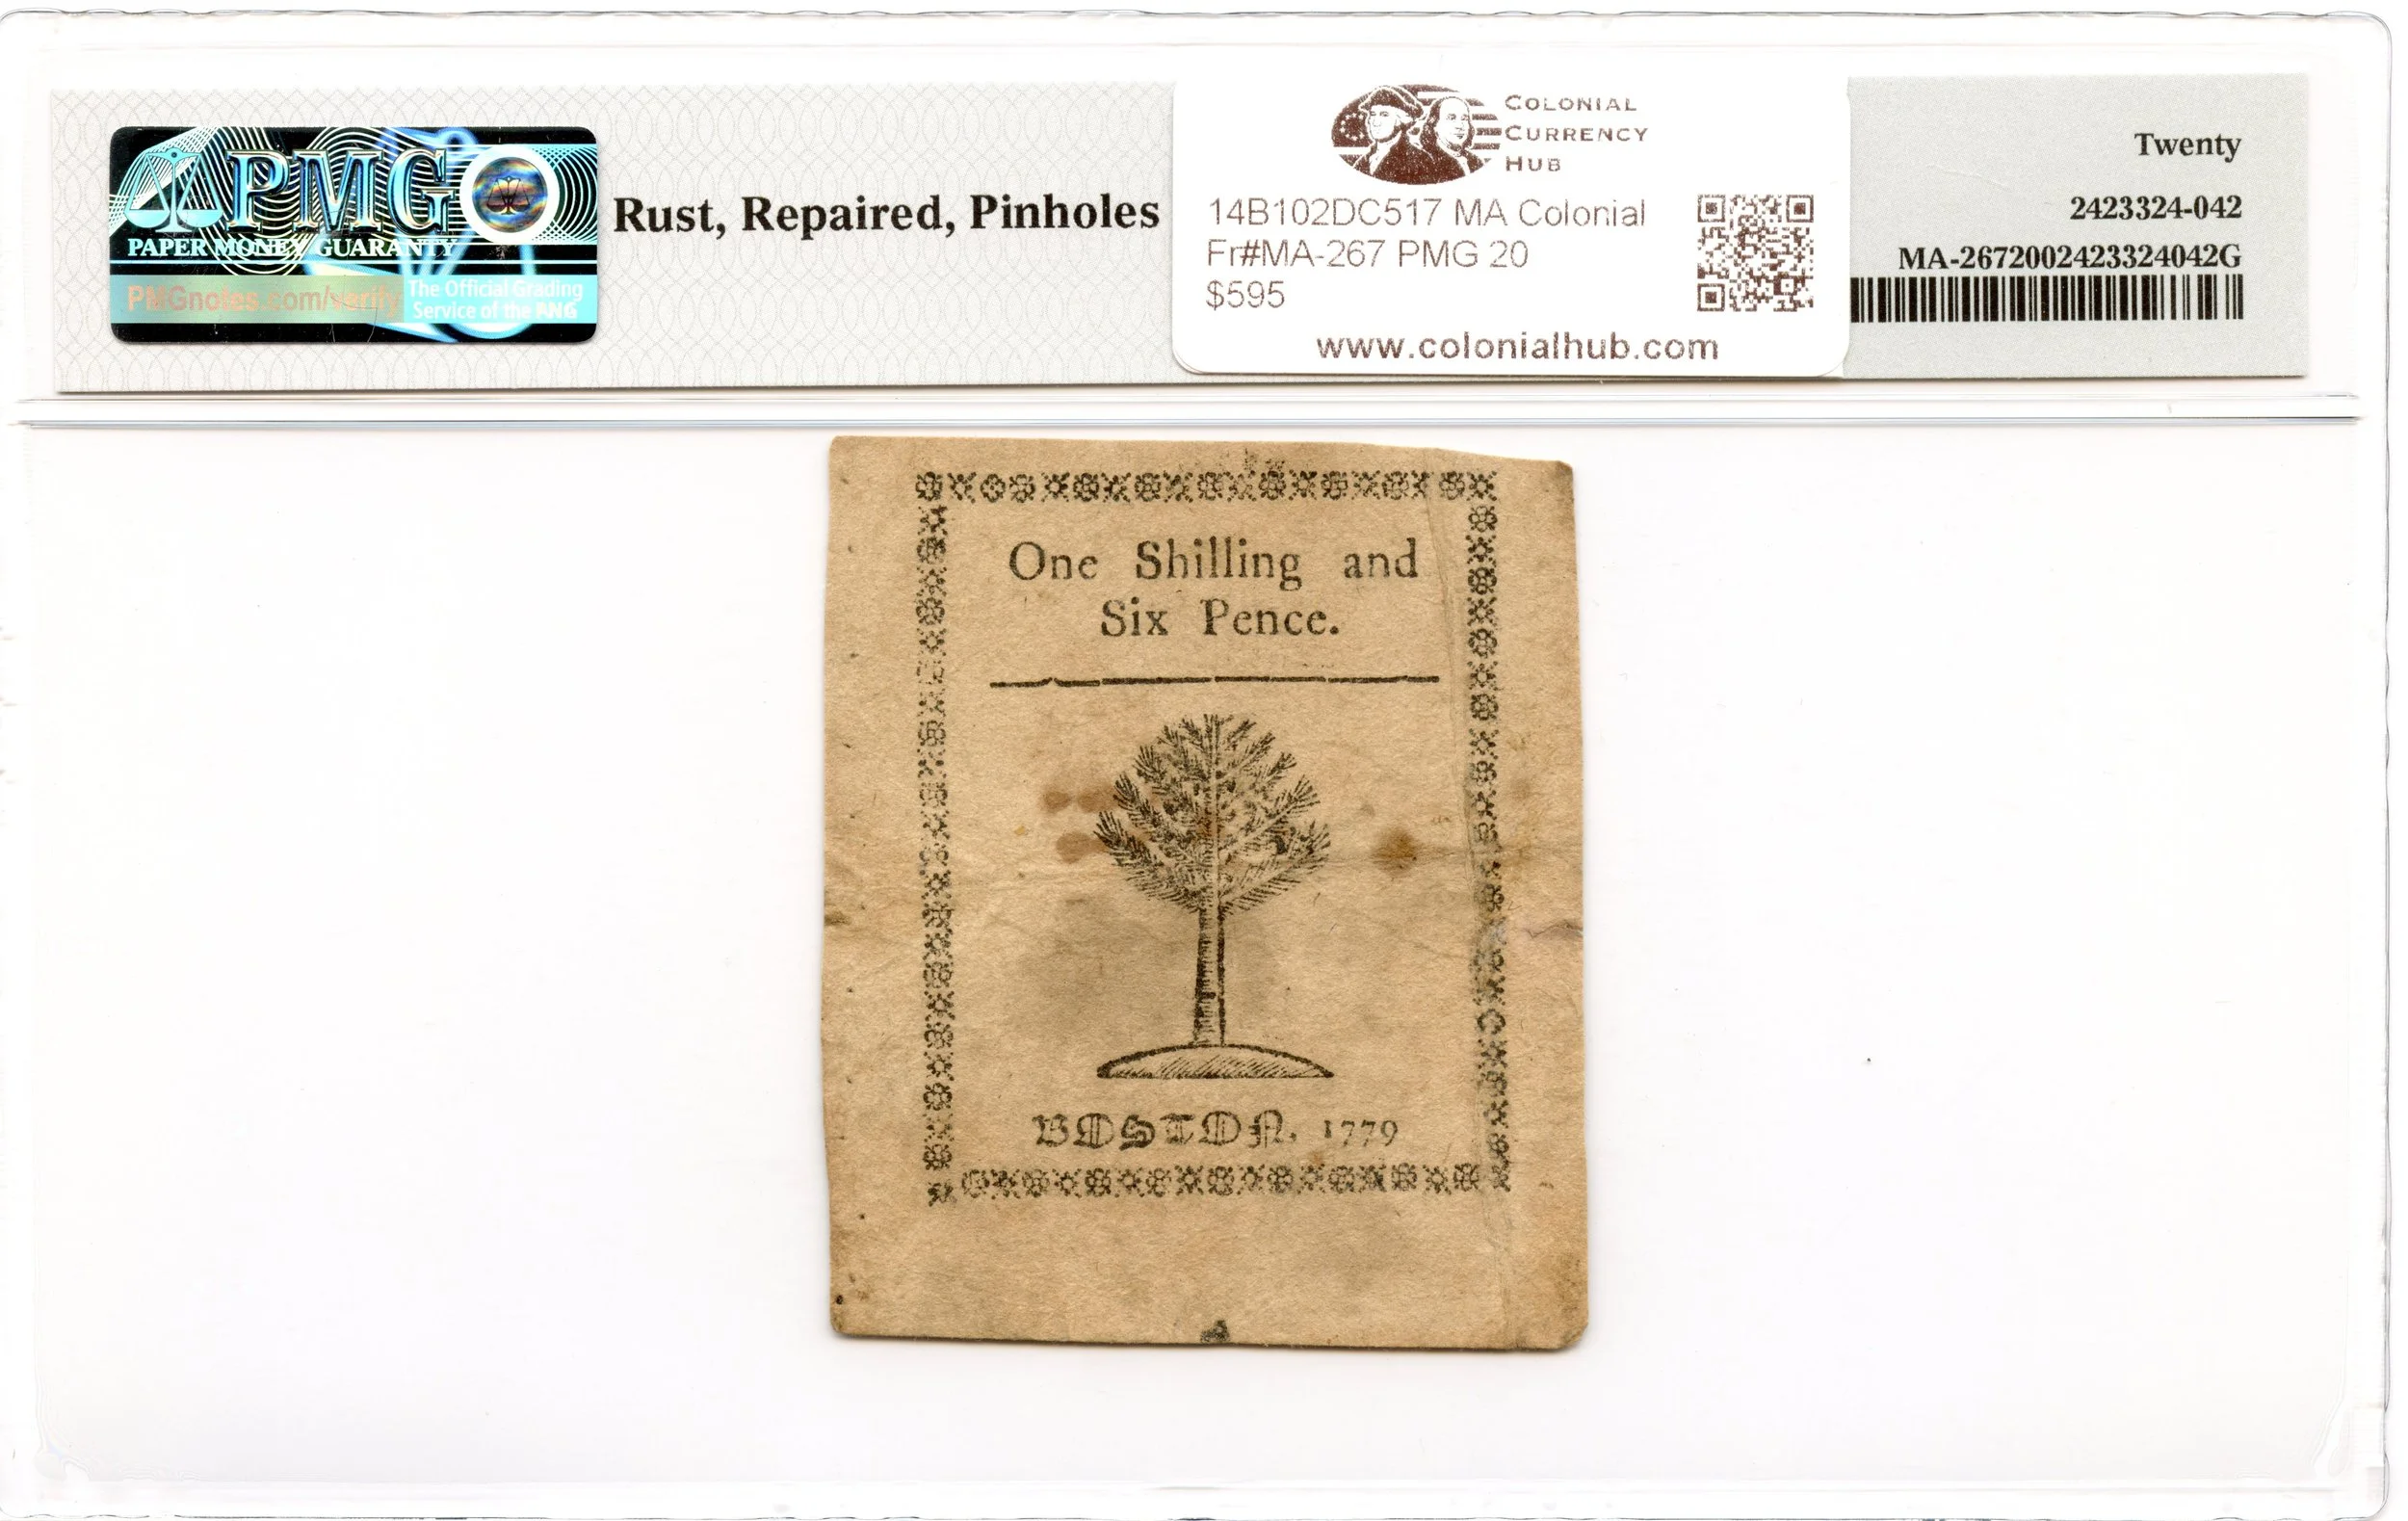 PMG
PAPER MONEY GUARANTY
PMGnotes.com/verify
The Official Grading
Service of the PNG
Rust, Repaired, Pinholes
COLONIAL
CURRENCY
HUB
14B102DC517 MA Colonial
Fr#MA-267 PMG 20
$595
www.colonialhub.com
Twenty
2423324-042
MA-2672002423324042G
One Shilling and
Six Pence.
BOSTON, 1779